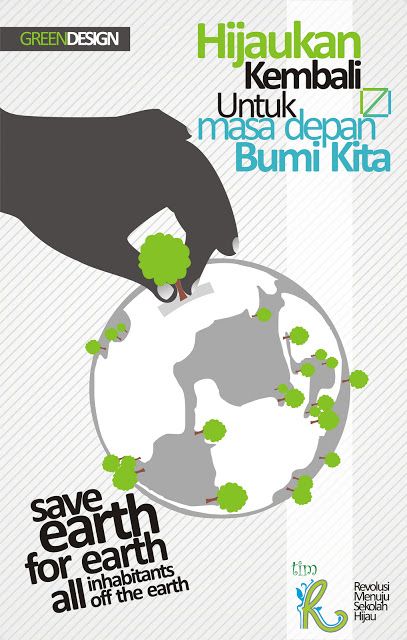 GREENDESIGN
Hijaukan
Kembali
Untuk
masa depan
Bumi Kita
save
earth
for earth
all inhabitants
off the earth
tim
R
Revolusi
Menuju
Sekolah
Hijau